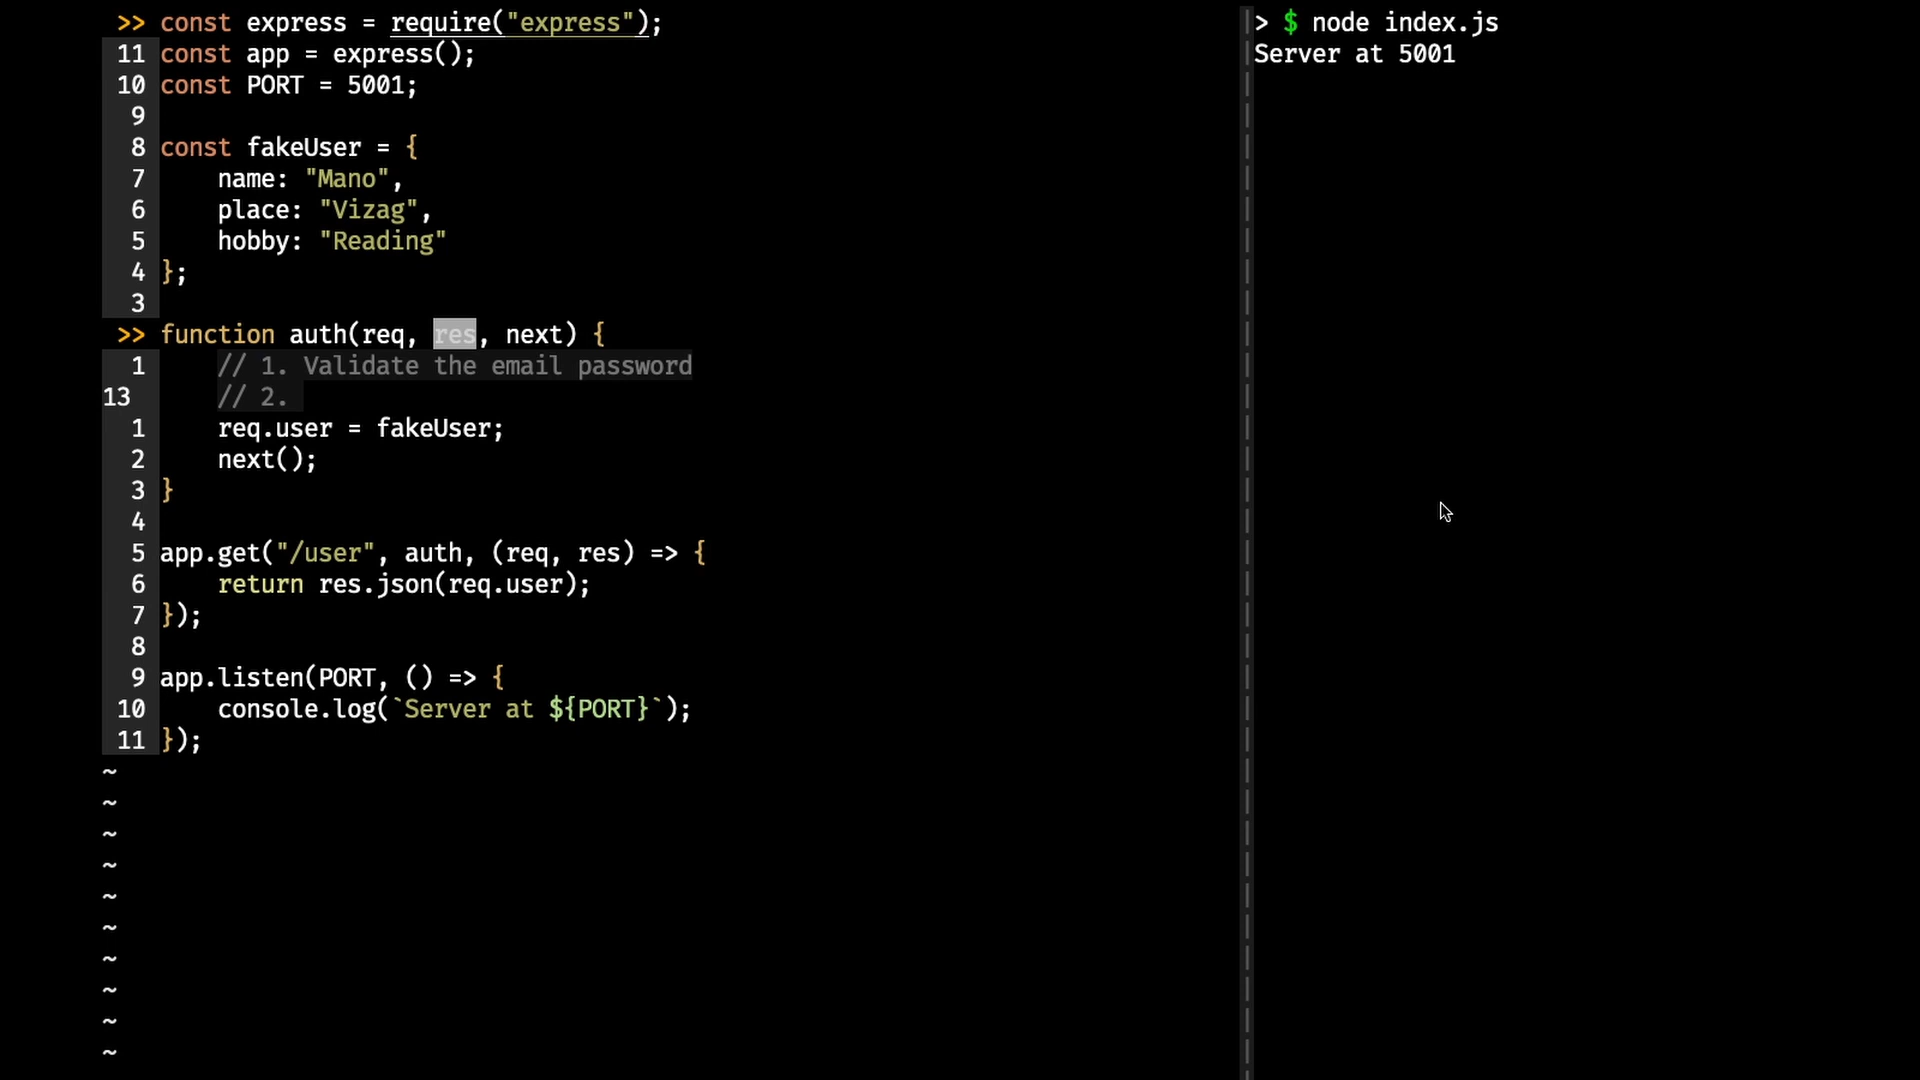 >> const express = require("express");
11 const app = express();
10 const PORT = 5001;
9
8 const fakeUser = {
7     name: "Mano",
6     place: "Vizag",
5     hobby: "Reading"
4 };
3
>> function auth(req, res, next) {
1     // 1. Validate the email password
13     // 2.
1     req.user = fakeUser;
2     next();
3 }
4
5 app.get("/user", auth, (req, res) => {
6     return res.json(req.user);
7 });
8
9 app.listen(PORT, () => {
10     console.log(`Server at ${PORT}`);
11 });
~
~
~
~
~
~
~
~
~
~
> $ node index.js
Server at 5001